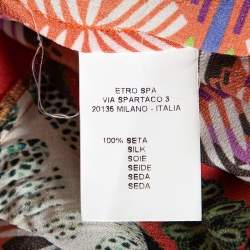 ETRO SPA
VIA SPARTACO 3
20135 MILANO - ITALIA
100% SETA
SILK
SOIE
SEIDE
SEDA
SEDA